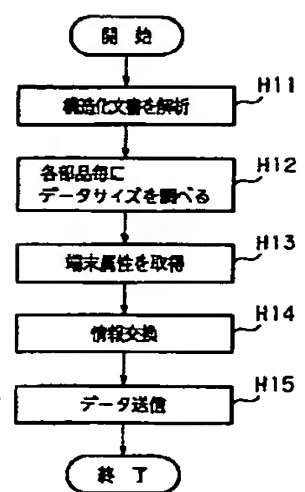 開 始
H11
構造化文書を解析
H12
各部品毎に
データサイズを調べる
H13
端末属性を取得
H14
情報交換
H15
データ送信
終 了